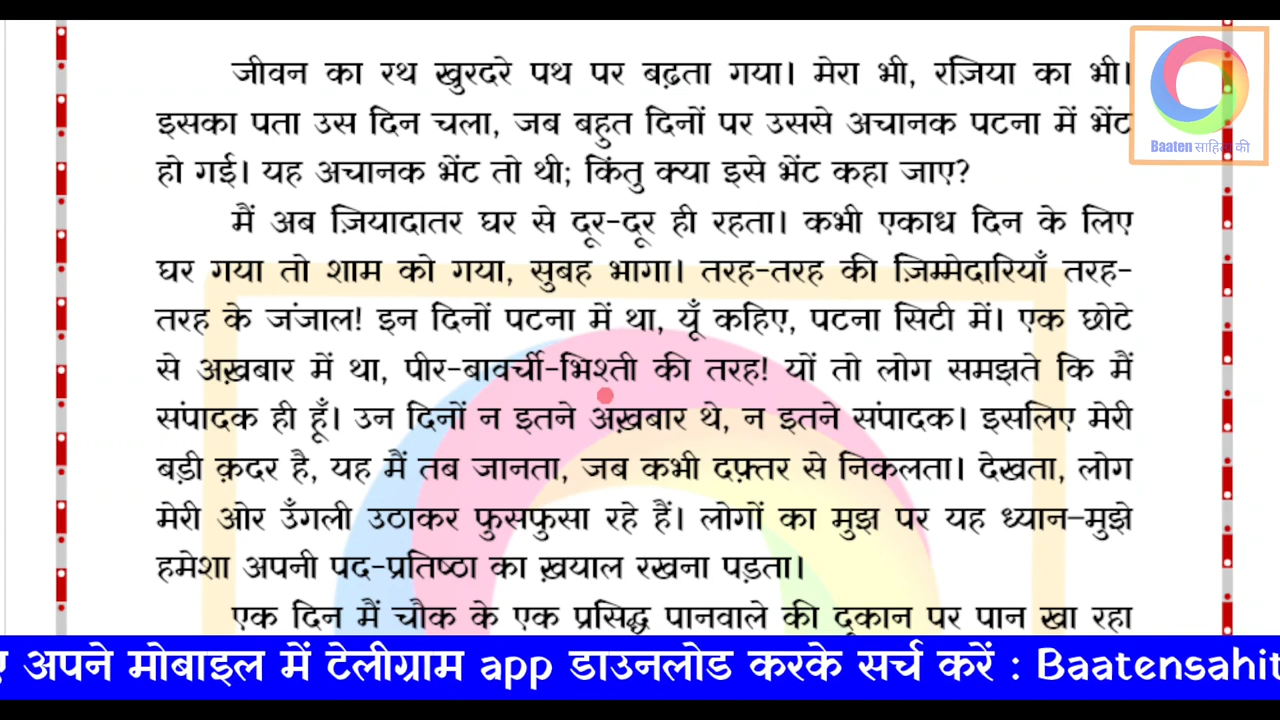 जीवन का रथ खुरदरे पथ पर बढ़ता गया। मेरा भी, रज़िया का भी।
इसका पता उस दिन चला, जब बहुत दिनों पर उससे अचानक पटना में भेंट
हो गई। यह अचानक भेंट तो थी; किंतु क्या इसे भेंट कहा जाए?
Baaten साहित्य की
मैं अब ज़ियादातर घर से दूर-दूर ही रहता। कभी एकाध दिन के लिए
घर गया तो शाम को गया, सुबह भागा। तरह-तरह की ज़िम्मेदारियाँ तरह-
तरह के जंजाल! इन दिनों पटना में था, यूँ कहिए, पटना सिटी में। एक छोटे
से अख़बार में था, पीर-बावर्ची-भिश्ती की तरह! यों तो लोग समझते कि मैं
संपादक ही हूँ। उन दिनों न इतने अख़बार थे, न इतने संपादक। इसलिए मेरी
बड़ी क़दर है, यह मैं तब जानता, जब कभी दफ़्तर से निकलता। देखता, लोग
मेरी ओर उँगली उठाकर फुसफुसा रहे हैं। लोगों का मुझ पर यह ध्यान–मुझे
हमेशा अपनी पद-प्रतिष्ठा का ख़याल रखना पड़ता।
एक दिन मैं चौक के एक प्रसिद्ध पानवाले की दूकान पर पान खा रहा
ए अपने मोबाइल में टेलीग्राम app डाउनलोड करके सर्च करें : Baatensahit